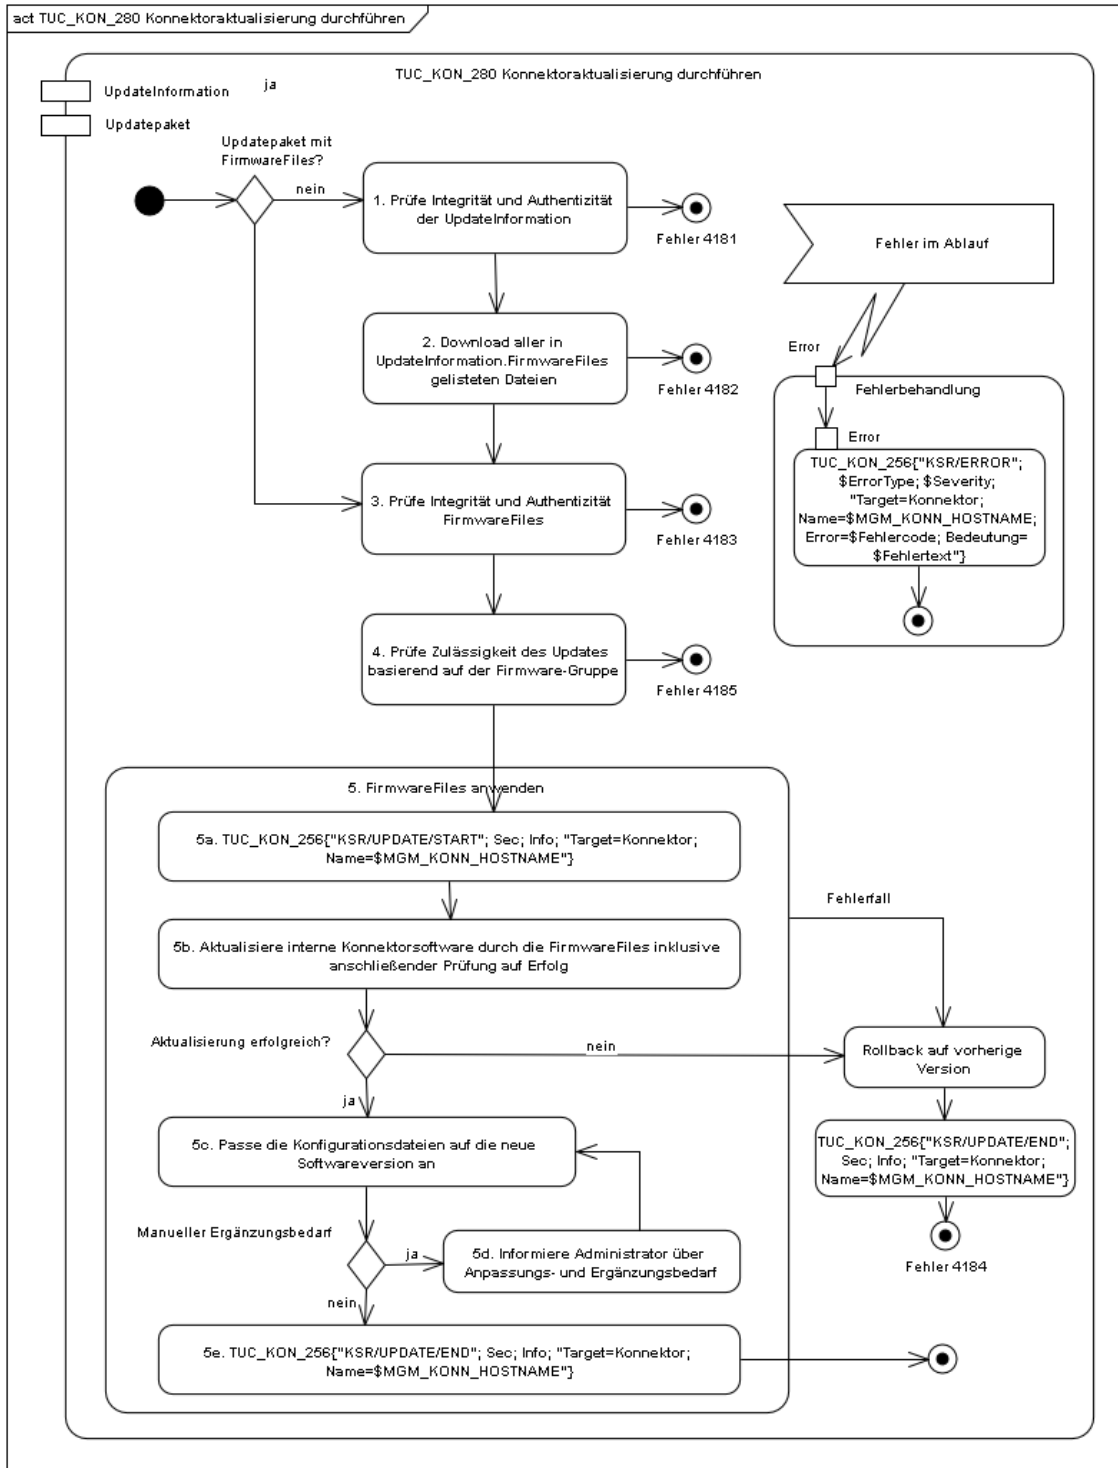 act TUC_KON_280 Konnektoraktualisierung durchführen
TUC_KON_280 Konnektoraktualisierung durchführen
UpdateInformation
ja
Updatepaket
Updatepaket mit
FirmwareFiles?
nein
1. Prüfe Integrität und Authentizität
der UpdateInformation
Fehler 4181
Fehler im Ablauf
2. Download aller in
UpdateInformation.FirmwareFiles
gelisteten Dateien
Fehler 4182
Error
Fehlerbehandlung
Error
TUC_KON_256{"KSR/ERROR";
$ErrorType; $Severity;
"Target=Konnektor;
Name=$MGM_KONN_HOSTNAME;
Error=$Fehlercode; Bedeutung=
$Fehlertext"}
3. Prüfe Integrität und Authentizität
FirmwareFiles
Fehler 4183
4. Prüfe Zulässigkeit des Updates
basierend auf der Firmware-Gruppe
Fehler 4185
5. FirmwareFiles anwenden
5a. TUC_KON_256{"KSR/UPDATE/START"; Sec; Info; "Target=Konnektor;
Name=$MGM_KONN_HOSTNAME"}
Fehlerfall
5b. Aktualisiere interne Konnektorsoftware durch die FirmwareFiles inklusive
anschließender Prüfung auf Erfolg
Aktualisierung erfolgreich?
nein
Rollback auf vorherige
Version
ja
5c. Passe die Konfigurationsdateien auf die neue
Softwareversion an
TUC_KON_256{"KSR/UPDATE/END";
Sec; Info; "Target=Konnektor;
Name=$MGM_KONN_HOSTNAME"}
Manueller Ergänzungsbedarf
ja
5d. Informiere Administrator über
Anpassungs- und Ergänzungsbedarf
Fehler 4184
nein
5e. TUC_KON_256{"KSR/UPDATE/END"; Sec; Info; "Target=Konnektor;
Name=$MGM_KONN_HOSTNAME"}